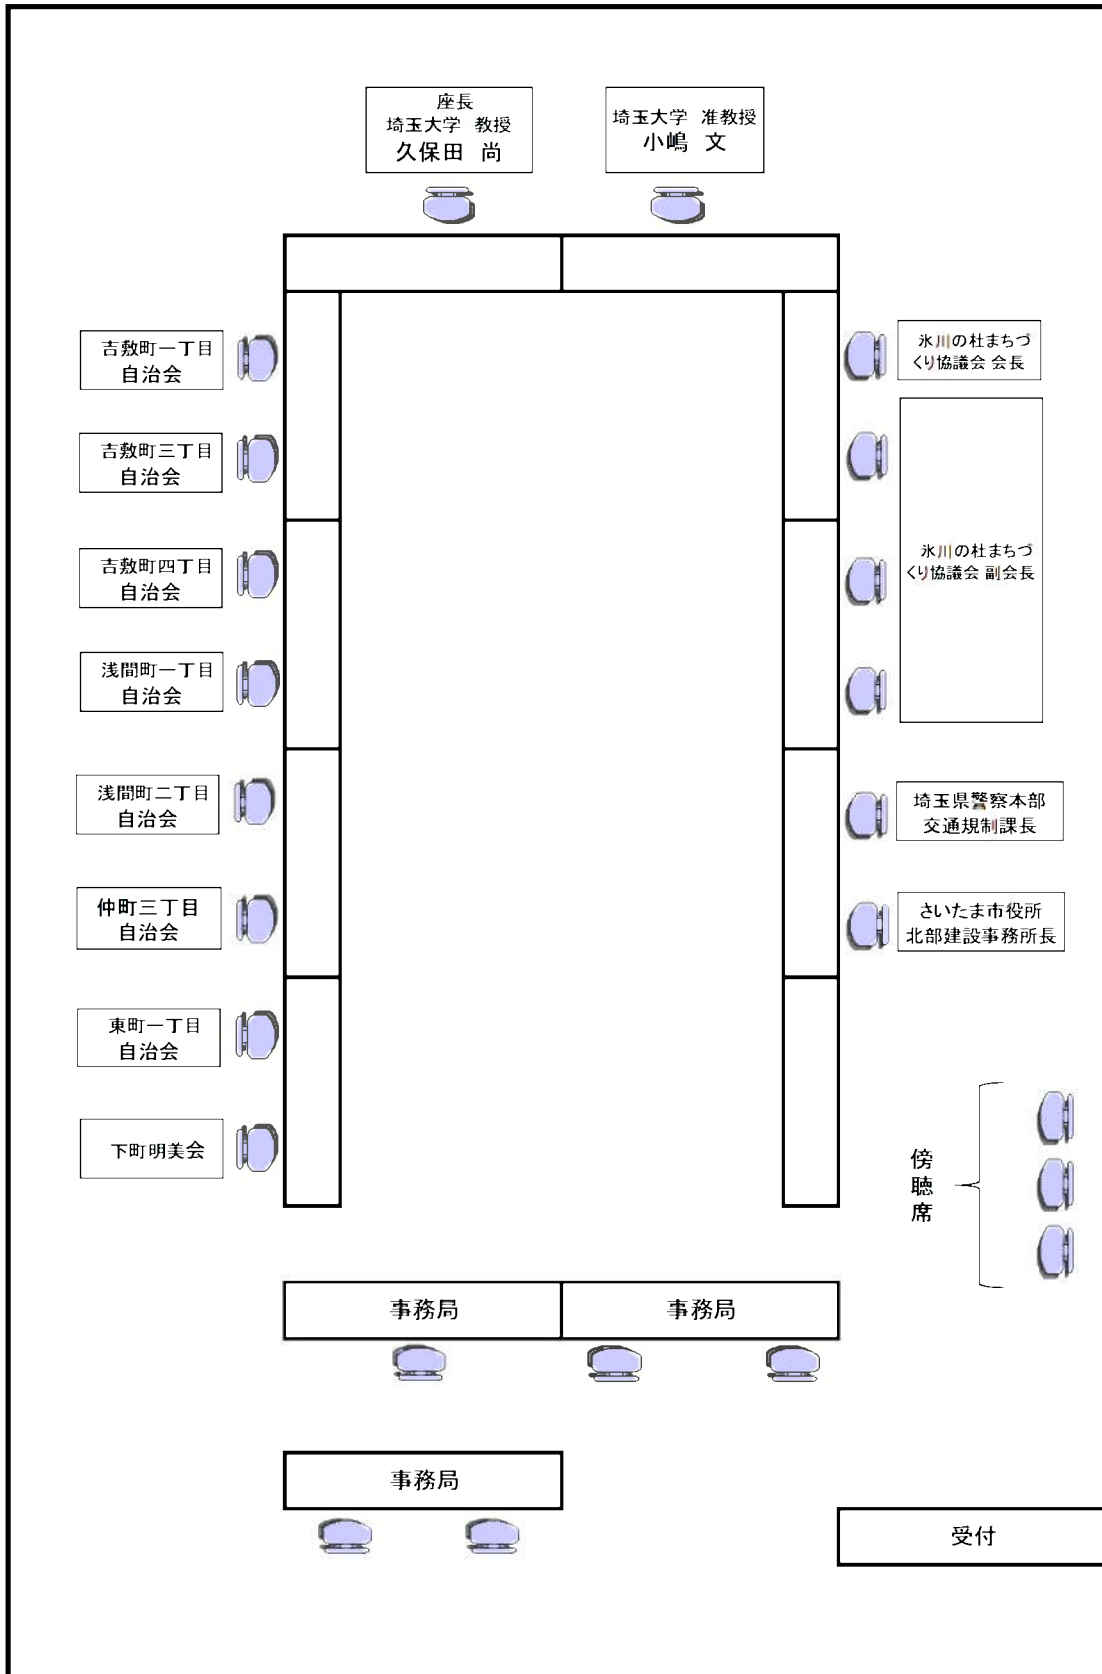 座長
埼玉大学 教授
久保田 尚
埼玉大学 准教授
小嶋 文
吉敷町一丁目
自治会
吉敷町三丁目
自治会
吉敷町四丁目
自治会
浅間町一丁目
自治会
浅間町二丁目
自治会
仲町三丁目
自治会
東町一丁目
自治会
下町明美会
氷川の杜まちづ
くり協議会 会長
氷川の杜まちづ
くり協議会 副会長
埼玉県警察本部
交通規制課長
さいたま市役所
北部建設事務所長
傍聴席
事務局
事務局
事務局
受付